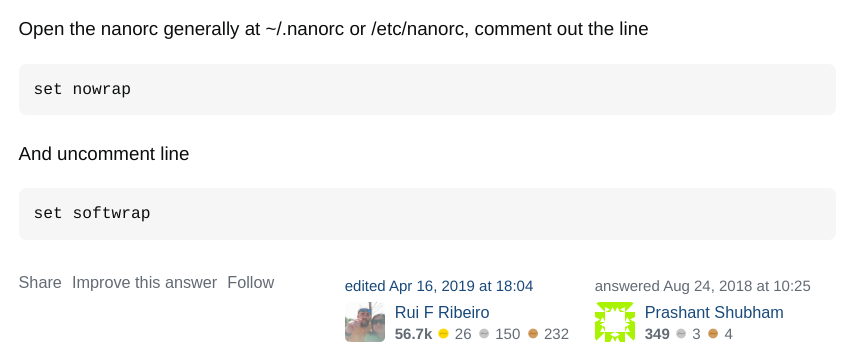 Open the nanorc generally at ~/.nanorc or /etc/nanorc, comment out the line
set nowrap
And uncomment line
set softwrap
Share Improve this answer Follow
edited Apr 16, 2019 at 18:04
Rui F Ribeiro
56.7k 26 150 232
answered Aug 24, 2018 at 10:25
Prashant Shubham
349 3 4